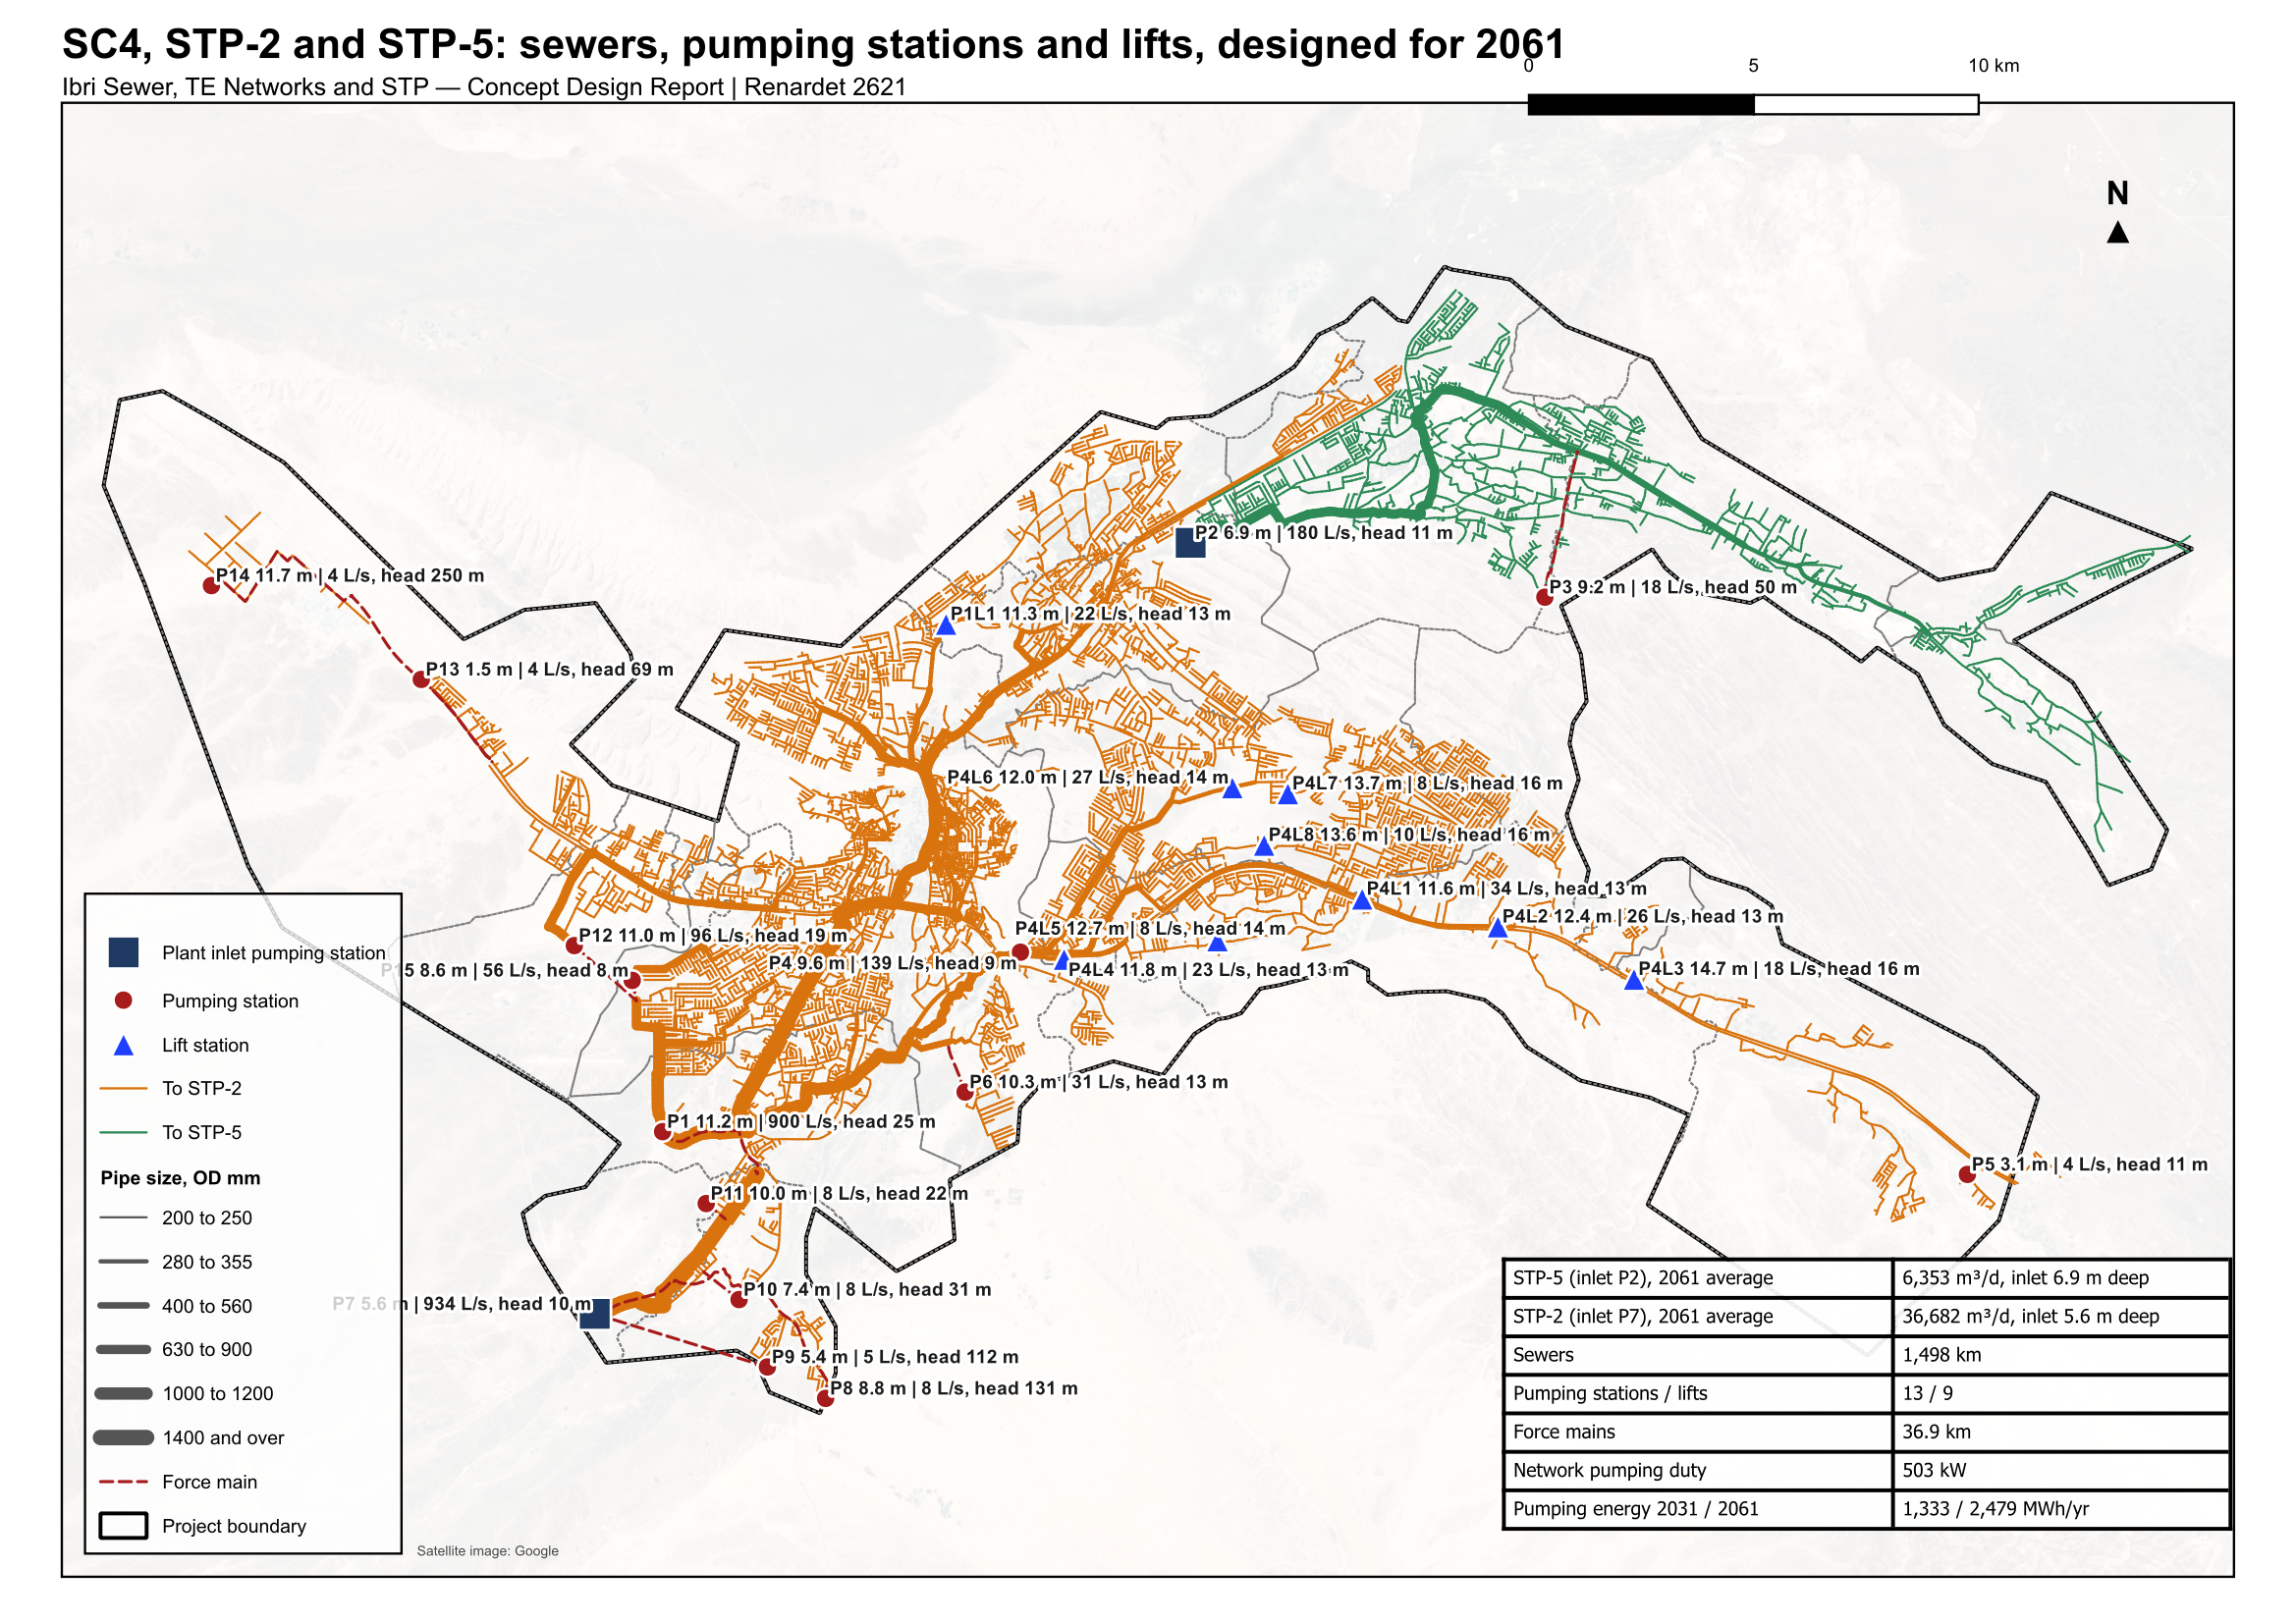 SC4, STP-2 and STP-5: sewers, pumping stations and lifts, designed for 2061
Ibri Sewer, TE Networks and STP — Concept Design Report | Renardet 2621
0 5 10 km
N
P2 6.9 m | 180 L/s, head 11 m
P14 11.7 m | 4 L/s, head 250 m
P3 9.2 m | 18 L/s, head 50 m
P1L1 11.3 m | 22 L/s, head 13 m
P13 1.5 m | 4 L/s, head 69 m
P4L6 12.0 m | 27 L/s, head 14 m
P4L7 13.7 m | 8 L/s, head 16 m
P4L8 13.6 m | 10 L/s, head 16 m
P4L1 11.6 m | 34 L/s, head 13 m
P4L2 12.4 m | 26 L/s, head 13 m
P4L5 12.7 m | 8 L/s, head 14 m
P12 11.0 m | 96 L/s, head 19 m
P4 9.6 m | 139 L/s, head 9 m
P4L4 11.8 m | 23 L/s, head 13 m
P4L3 14.7 m | 18 L/s, head 16 m
P15 8.6 m | 56 L/s, head 8 m
P6 10.3 m | 31 L/s, head 13 m
P1 11.2 m | 900 L/s, head 25 m
P5 3.1 m | 4 L/s, head 11 m
P11 10.0 m | 8 L/s, head 22 m
P10 7.4 m | 8 L/s, head 31 m
P7 5.6 m | 934 L/s, head 10 m
P9 5.4 m | 5 L/s, head 112 m
P8 8.8 m | 8 L/s, head 131 m
Plant inlet pumping station
Pumping station
Lift station
To STP-2
To STP-5
Pipe size, OD mm
200 to 250
280 to 355
400 to 560
630 to 900
1000 to 1200
1400 and over
Force main
Project boundary
Satellite image: Google
STP-5 (inlet P2), 2061 average 6,353 m³/d, inlet 6.9 m deep
STP-2 (inlet P7), 2061 average 36,682 m³/d, inlet 5.6 m deep
Sewers 1,498 km
Pumping stations / lifts 13 / 9
Force mains 36.9 km
Network pumping duty 503 kW
Pumping energy 2031 / 2061 1,333 / 2,479 MWh/yr